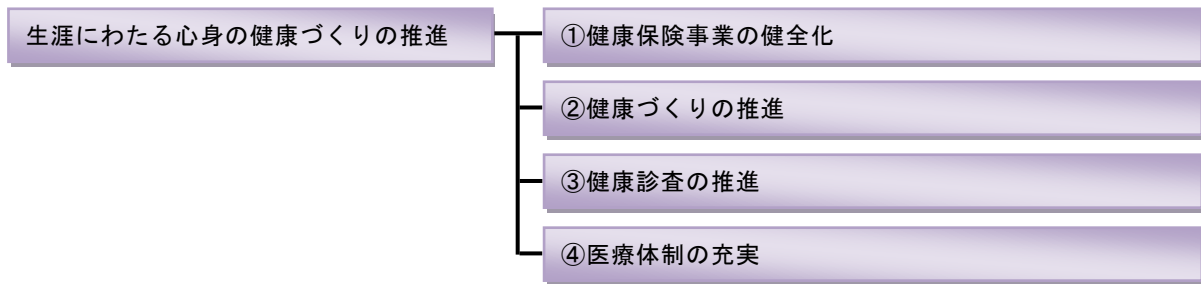 生涯にわたる心身の健康づくりの推進
①健康保険事業の健全化
②健康づくりの推進
③健康診査の推進
④医療体制の充実